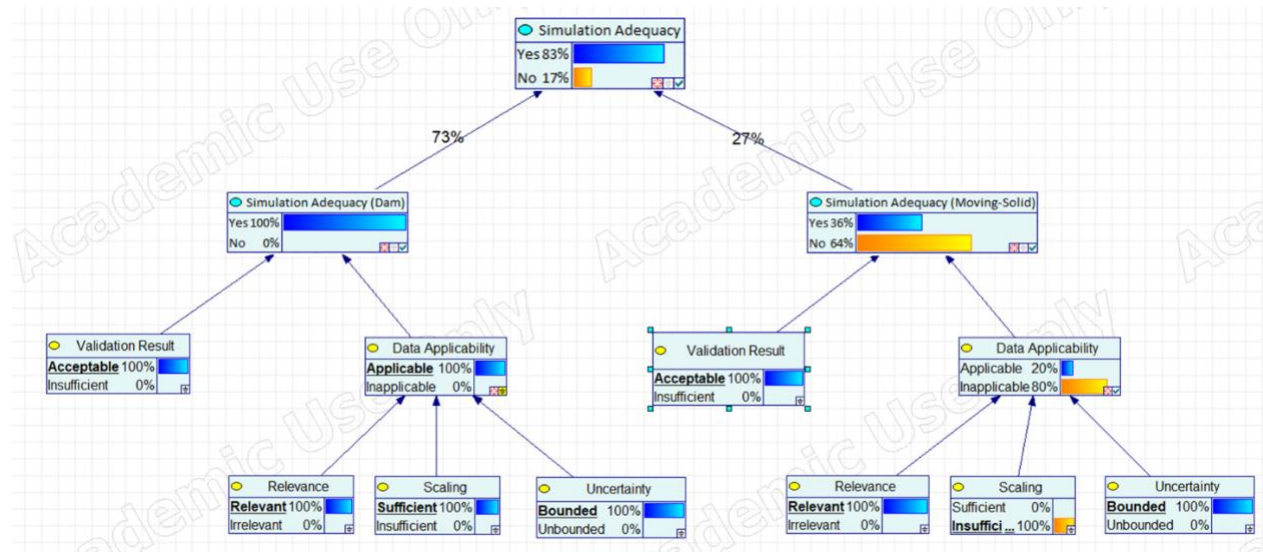 Simulation Adequacy
Yes 83%
No 17%
73%
27%
Simulation Adequacy (Dam)
Yes 100%
No 0%
Simulation Adequacy (Moving-Solid)
Yes 36%
No 64%
Validation Result
Acceptable 100%
Insufficient 0%
Data Applicability
Applicable 100%
Inapplicable 0%
Validation Result
Acceptable 100%
Insufficient 0%
Data Applicability
Applicable 20%
Inapplicable 80%
Relevance
Relevant 100%
Irrelevant 0%
Scaling
Sufficient 100%
Insufficient 0%
Uncertainty
Bounded 100%
Unbounded 0%
Relevance
Relevant 100%
Irrelevant 0%
Scaling
Sufficient 0%
Insuffici ... 100%
Uncertainty
Bounded 100%
Unbounded 0%
Academic Use Only
Academic Use Only